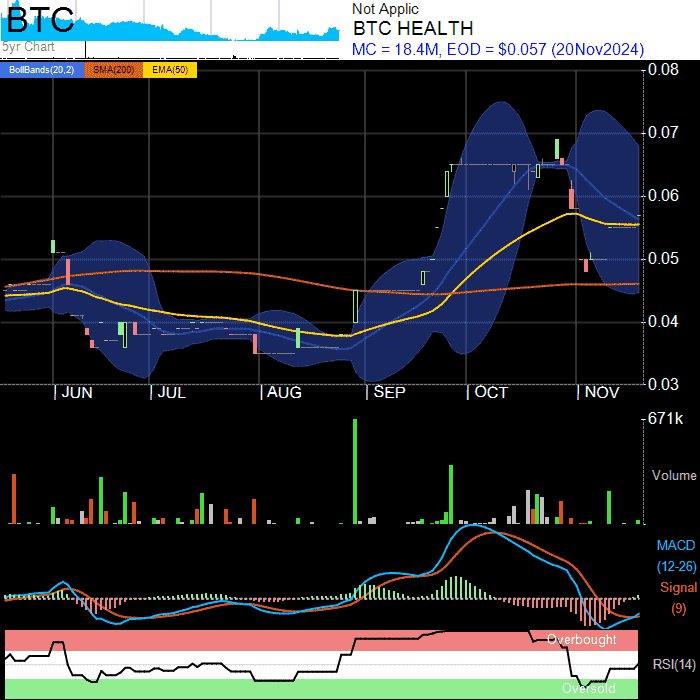 BTC
5yr Chart
Not Applic
BTC HEALTH
MC = 18.4M, EOD = $0.057 (20Nov2024)
BollBands(20,2) SMA(200) EMA(50)
0.08
0.07
0.06
0.05
0.04
0.03
JUN JUL AUG SEP OCT NOV
671k
Volume
MACD
(12-26)
Signal
(9)
Overbought
RSI(14)
Oversold